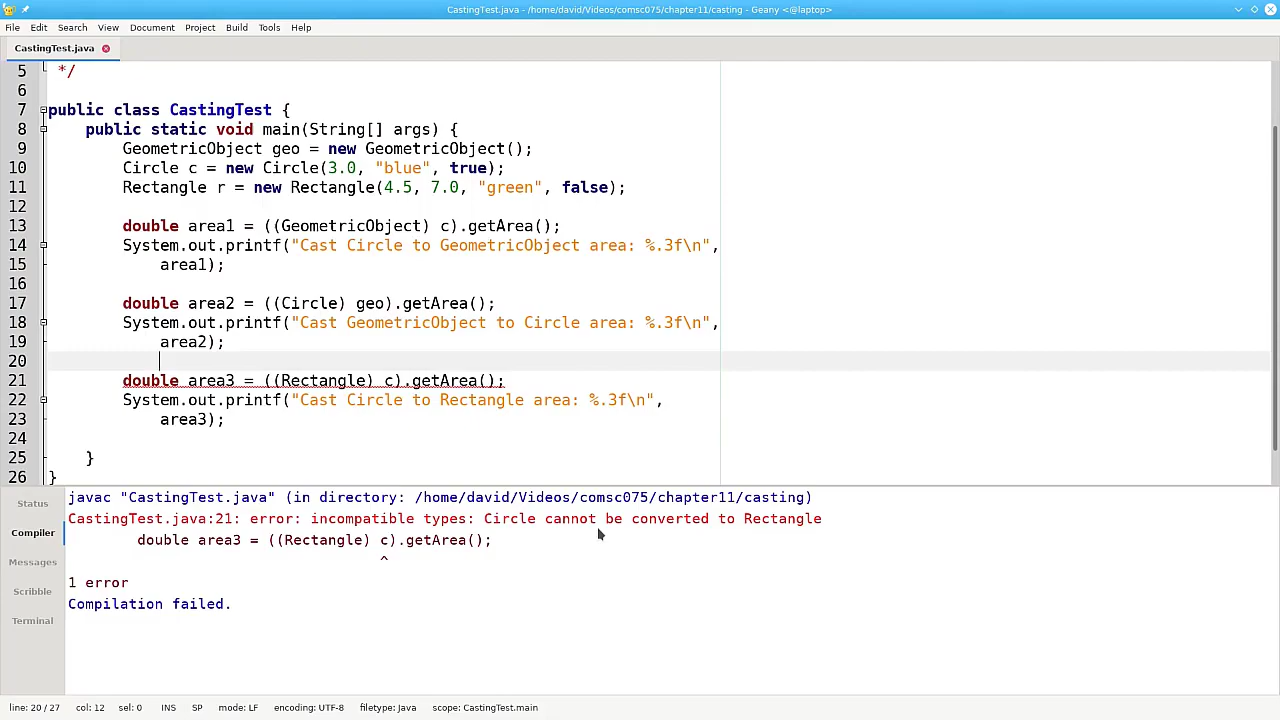 CastingTest.java - /home/david/Videos/comsc075/chapter11/casting - Geany <@laptop>
File Edit Search View Document Project Build Tools Help
CastingTest.java
5 */
6
7 public class CastingTest {
8 public static void main(String[] args) {
9 GeometricObject geo = new GeometricObject();
10 Circle c = new Circle(3.0, "blue", true);
11 Rectangle r = new Rectangle(4.5, 7.0, "green", false);
12
13 double area1 = ((GeometricObject) c).getArea();
14 System.out.printf("Cast Circle to GeometricObject area: %.3f\n",
15 area1);
16
17 double area2 = ((Circle) geo).getArea();
18 System.out.printf("Cast GeometricObject to Circle area: %.3f\n",
19 area2);
20
21 double area3 = ((Rectangle) c).getArea();
22 System.out.printf("Cast Circle to Rectangle area: %.3f\n",
23 area3);
24
25 }
26 }
Status
Compiler
Messages
Scribble
Terminal
javac "CastingTest.java" (in directory: /home/david/Videos/comsc075/chapter11/casting)
CastingTest.java:21: error: incompatible types: Circle cannot be converted to Rectangle
double area3 = ((Rectangle) c).getArea();
^
1 error
Compilation failed.
line: 20 / 27 col: 12 sel: 0 INS SP mode: LF encoding: UTF-8 filetype: Java scope: CastingTest.main